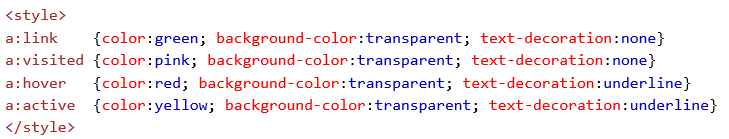 <style>
a:link    {color:green; background-color:transparent; text-decoration:none}
a:visited {color:pink; background-color:transparent; text-decoration:none}
a:hover   {color:red; background-color:transparent; text-decoration:underline}
a:active  {color:yellow; background-color:transparent; text-decoration:underline}
</style>